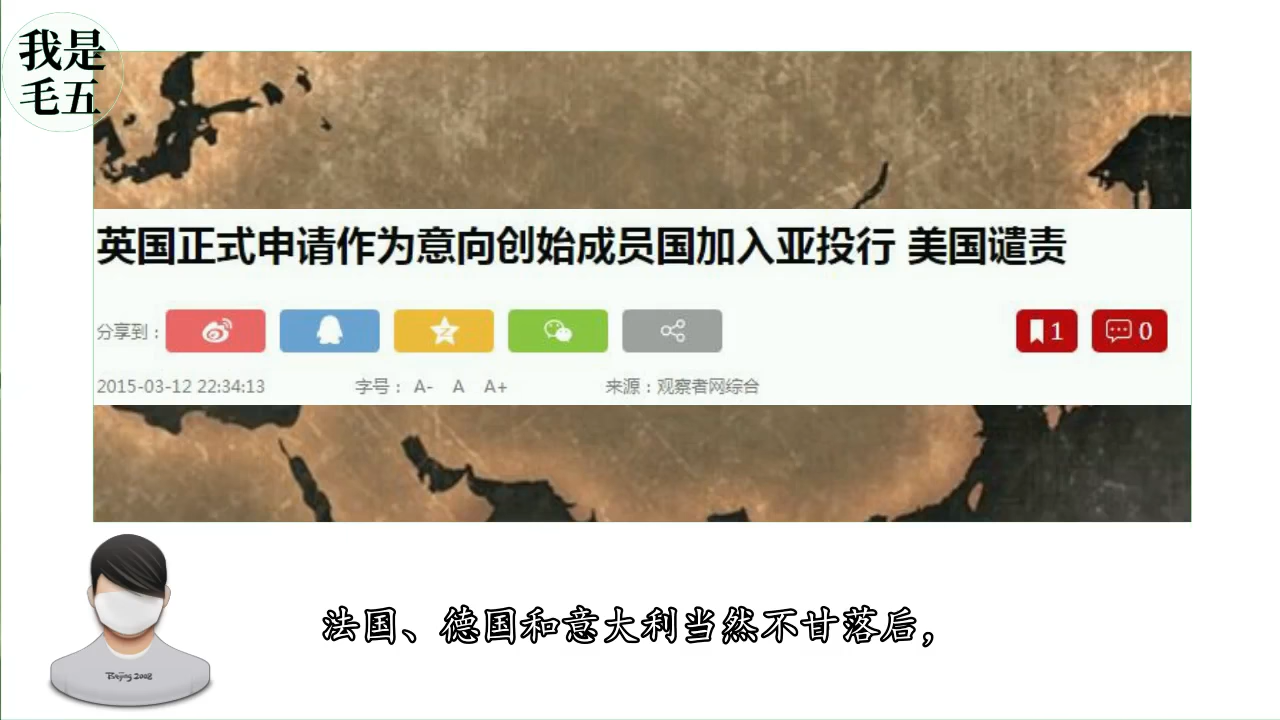 我是
毛五
英国正式申请作为意向创始成员国加入亚投行 美国谴责
分享到：
1
0
2015-03-12 22:34:13 字号： A- A A+ 来源：观察者网综合
法国、德国和意大利当然不甘落后，
Beijing 2008